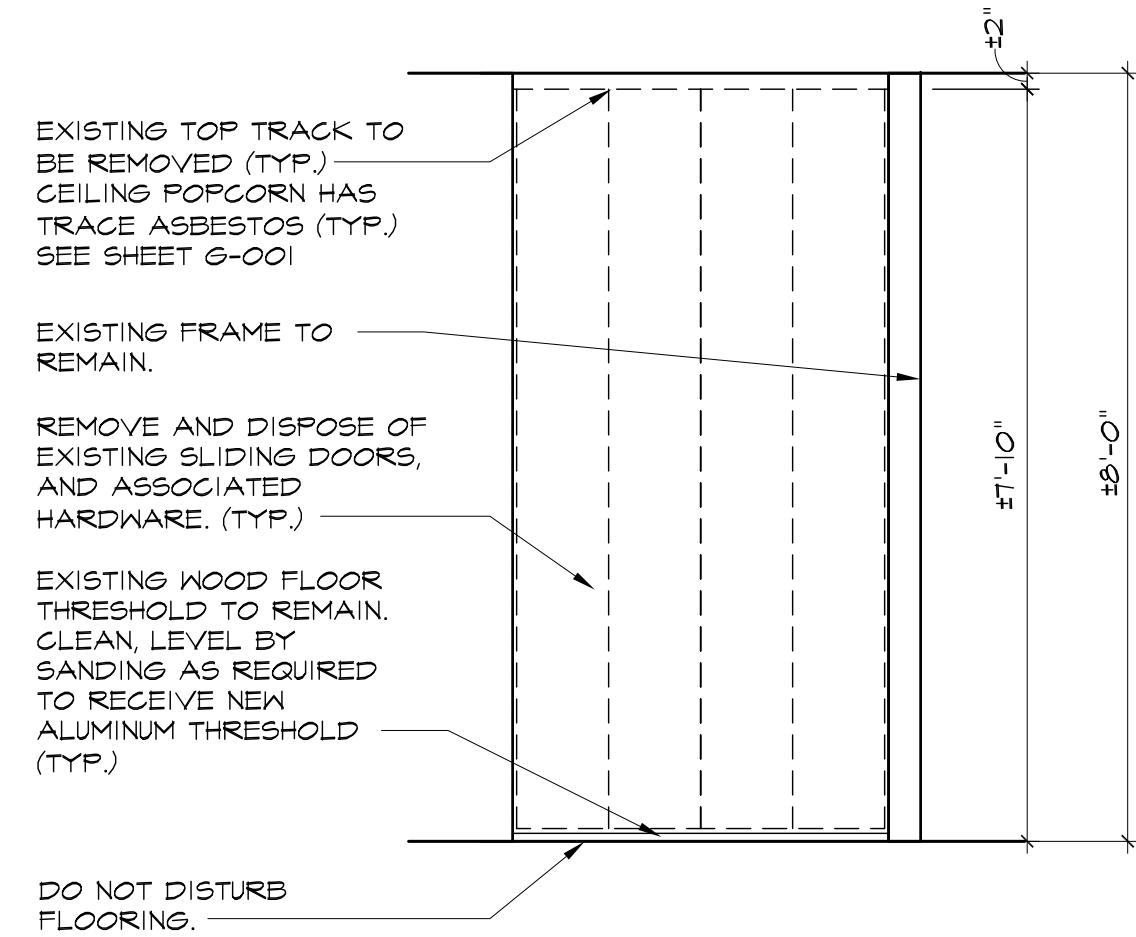 ±2"
EXISTING TOP TRACK TO
BE REMOVED (TYP.)
CEILING POPCORN HAS
TRACE ASBESTOS (TYP.)
SEE SHEET G-001
EXISTING FRAME TO
REMAIN.
REMOVE AND DISPOSE OF
EXISTING SLIDING DOORS,
AND ASSOCIATED
HARDWARE. (TYP.)
EXISTING WOOD FLOOR
THRESHOLD TO REMAIN.
CLEAN, LEVEL BY
SANDING AS REQUIRED
TO RECEIVE NEW
ALUMINUM THRESHOLD
(TYP.)
DO NOT DISTURB
FLOORING.
±7'-10"
±8'-0"